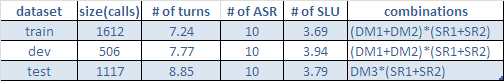 dataset size(calls) # of turns # of ASR # of SLU combinations
train 1612 7.24 10 3.69 (DM1+DM2)*(SR1+SR2)
dev 506 7.77 10 3.94 (DM1+DM2)*(SR1+SR2)
test 1117 8.85 10 3.79 DM3*(SR1+SR2)